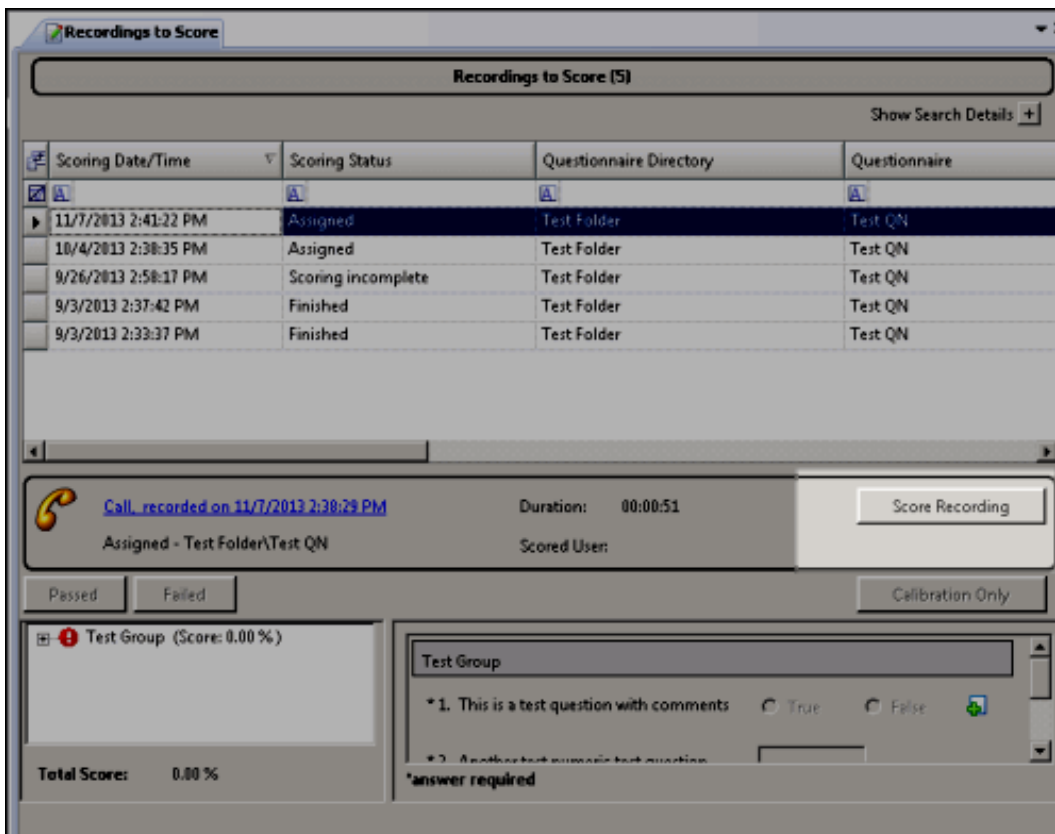 Recordings to Score
Recordings to Score (5)
Show Search Details +
Scoring Date/Time Scoring Status Questionnaire Directory Questionnaire
A A A A
11/7/2013 2:41:22 PM Assigned Test Folder Test QN
10/4/2013 2:38:35 PM Assigned Test Folder Test QN
9/26/2013 2:58:17 PM Scoring incomplete Test Folder Test QN
9/3/2013 2:37:42 PM Finished Test Folder Test QN
9/3/2013 2:33:37 PM Finished Test Folder Test QN
Call, recorded on 11/7/2013 2:38:29 PM Duration: 00:00:51 Score Recording
Assigned - Test Folder\Test QN Scored User:
Passed Failed Calibration Only
Test Group (Score: 0.00 %)
Test Group
* 1. This is a test question with comments True False
* 2. Another test numeric test question
Total Score: 0.00 %
*answer required